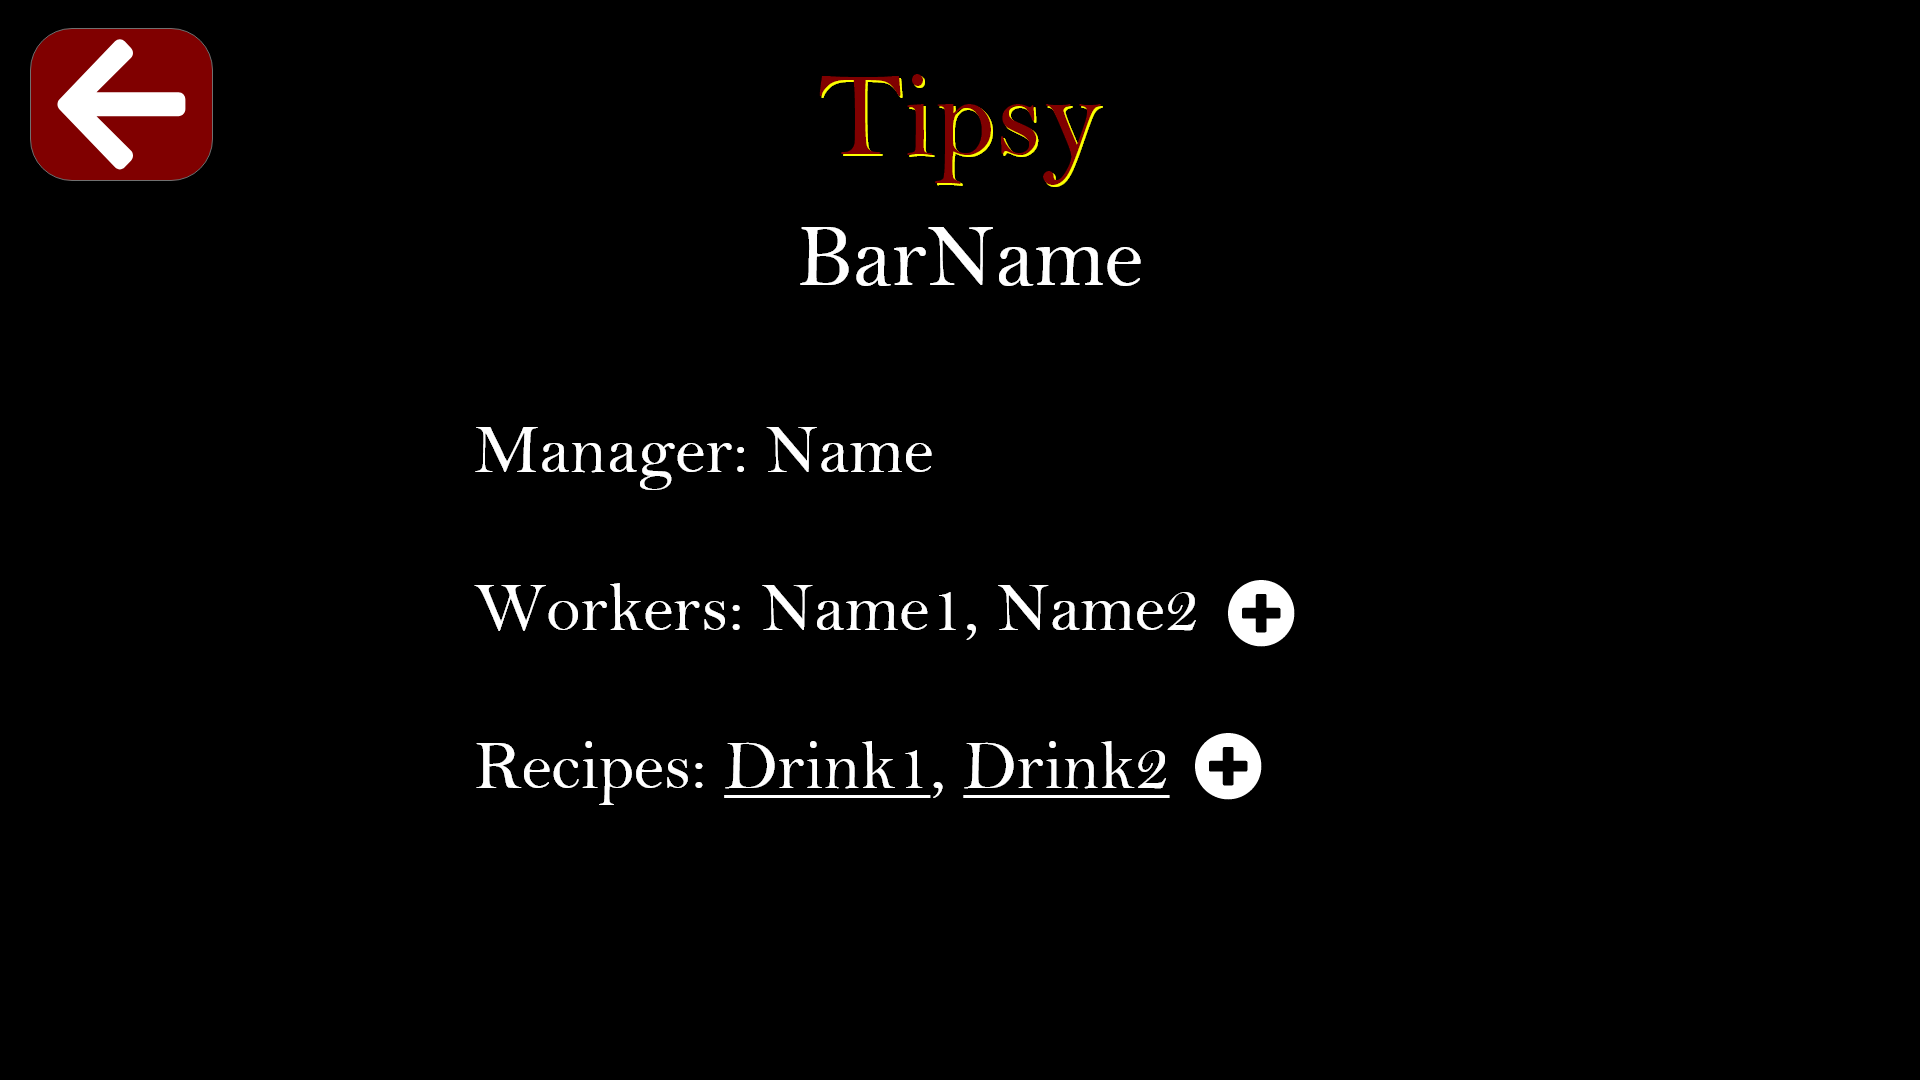 Tipsy
BarName
Manager: Name
Workers: Name1, Name2
Recipes: Drink1, Drink2